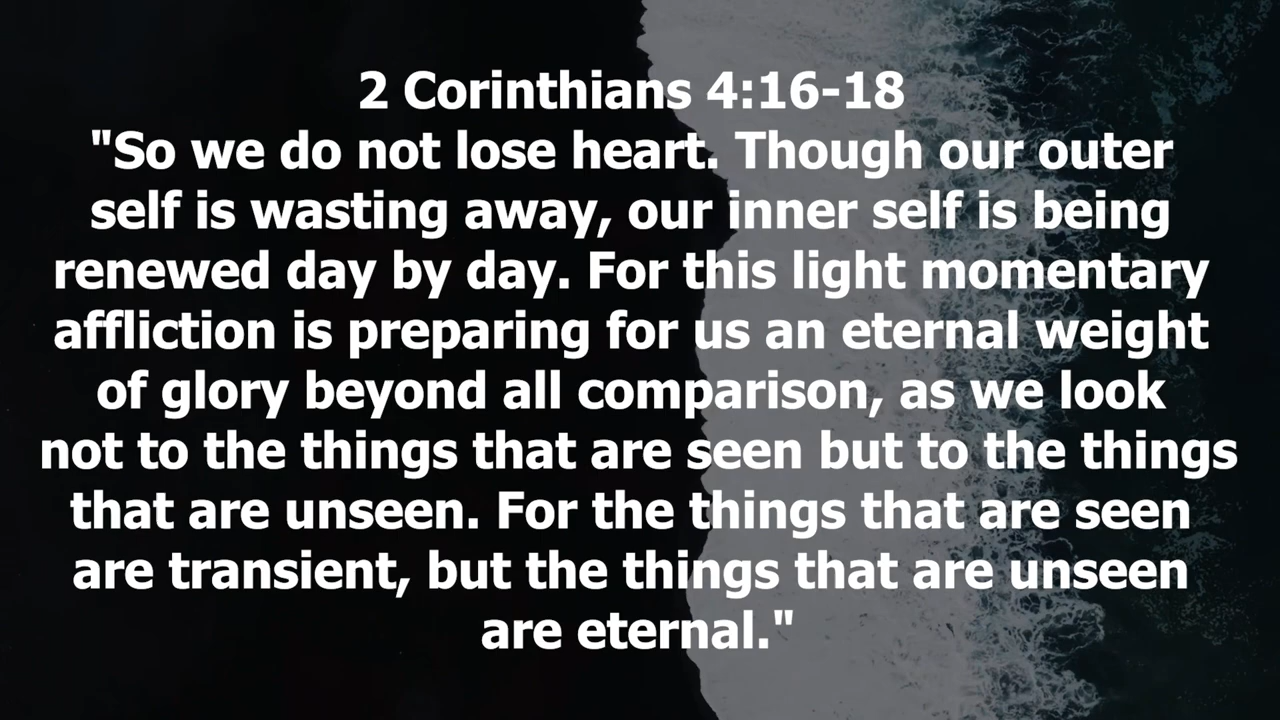 2 Corinthians 4:16-18
"So we do not lose heart. Though our outer
self is wasting away, our inner self is being
renewed day by day. For this light momentary
affliction is preparing for us an eternal weight
of glory beyond all comparison, as we look
not to the things that are seen but to the things
that are unseen. For the things that are seen
are transient, but the things that are unseen
are eternal."